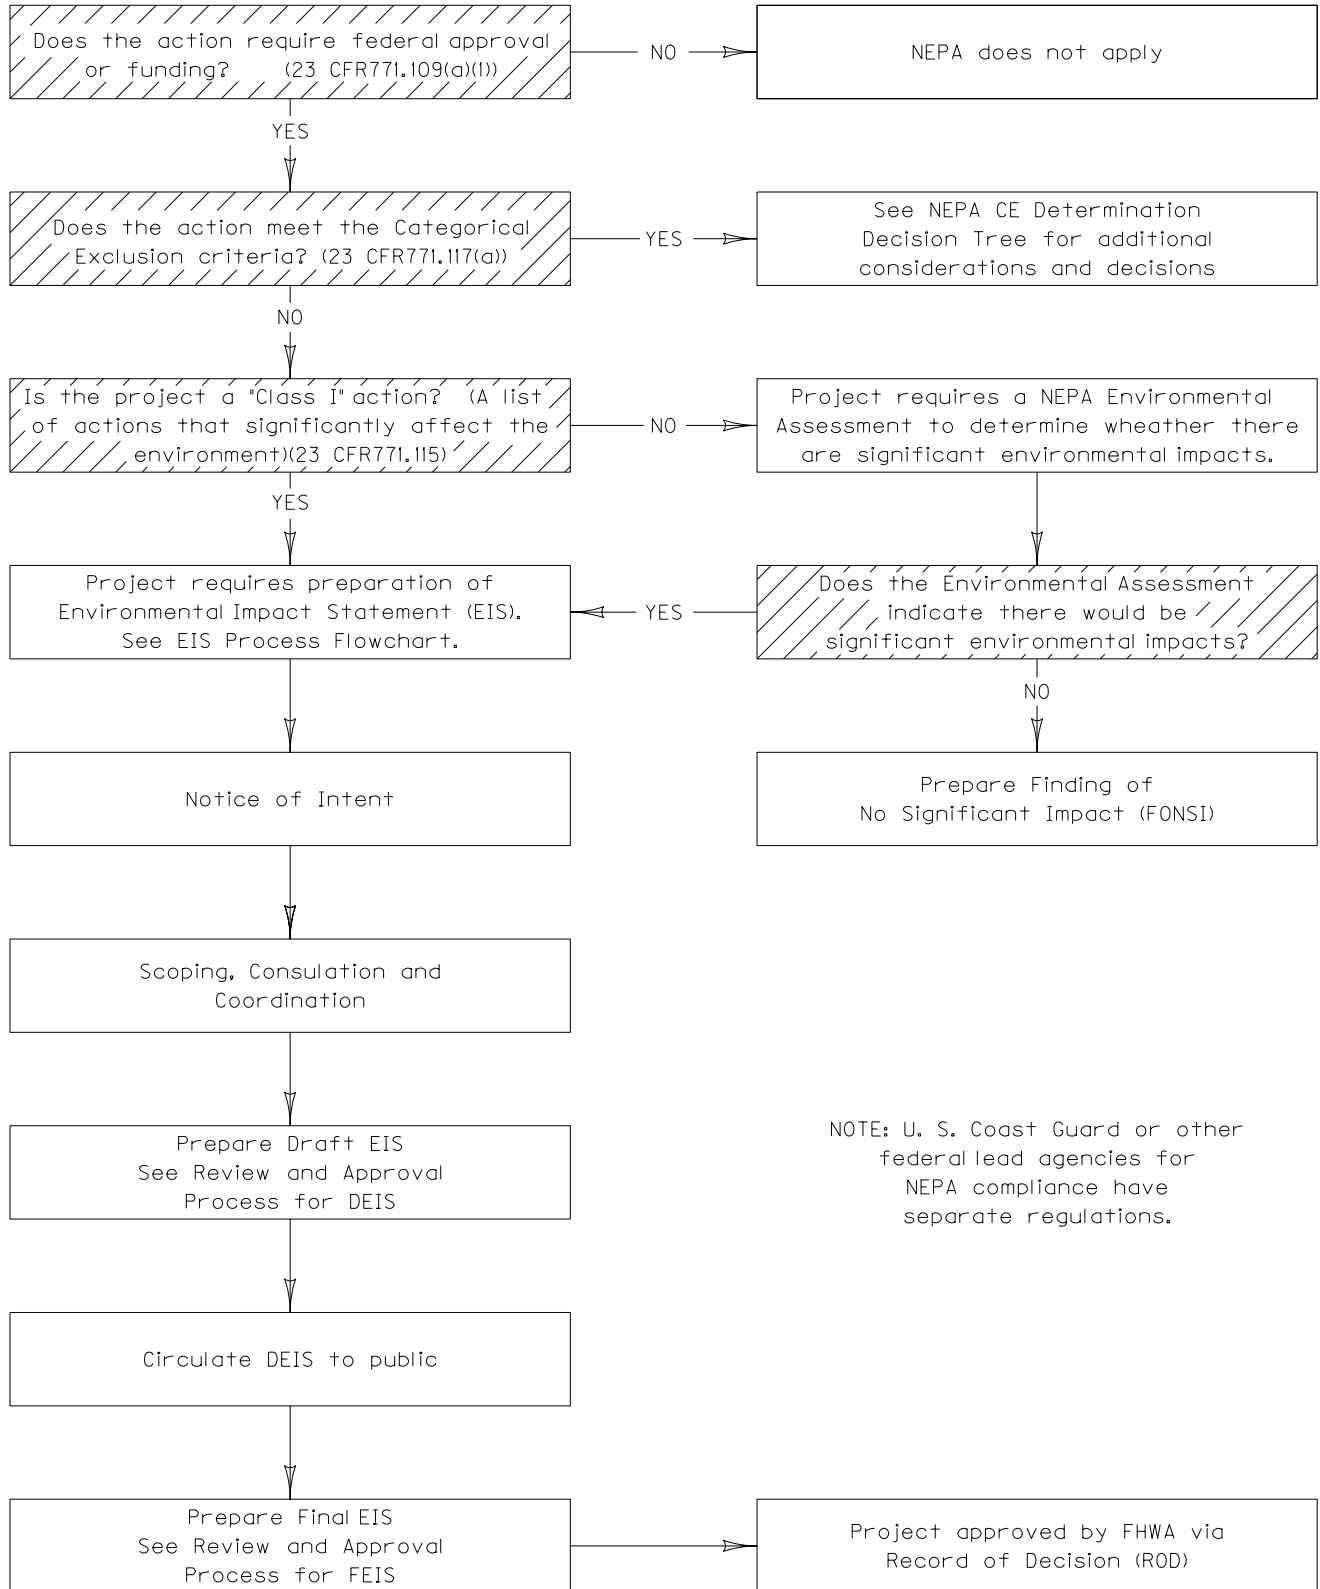 Does the action require federal approval
or funding? (23 CFR771.109(a)(1))
NO
NEPA does not apply
YES
Does the action meet the Categorical
Exclusion criteria? (23 CFR771.117(a))
YES
See NEPA CE Determination
Decision Tree for additional
considerations and decisions
NO
Is the project a "Class I" action? (A list
of actions that significantly affect the
environment)(23 CFR771.115)
NO
Project requires a NEPA Environmental
Assessment to determine wheather there
are significant environmental impacts.
YES
Project requires preparation of
Environmental Impact Statement (EIS).
See EIS Process Flowchart.
YES
Does the Environmental Assessment
indicate there would be
significant environmental impacts?
NO
Notice of Intent
Prepare Finding of
No Significant Impact (FONSI)
Scoping, Consulation and
Coordination
Prepare Draft EIS
See Review and Approval
Process for DEIS
NOTE: U. S. Coast Guard or other
federal lead agencies for
NEPA compliance have
separate regulations.
Circulate DEIS to public
Prepare Final EIS
See Review and Approval
Process for FEIS
Project approved by FHWA via
Record of Decision (ROD)